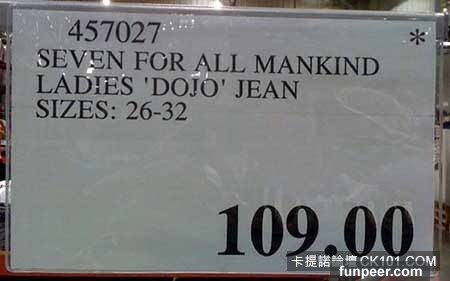 457027 *
SEVEN FOR ALL MANKIND
LADIES 'DOJO' JEAN
SIZES: 26-32
109.00
卡提諾論壇 CK101.COM
funpeer.com